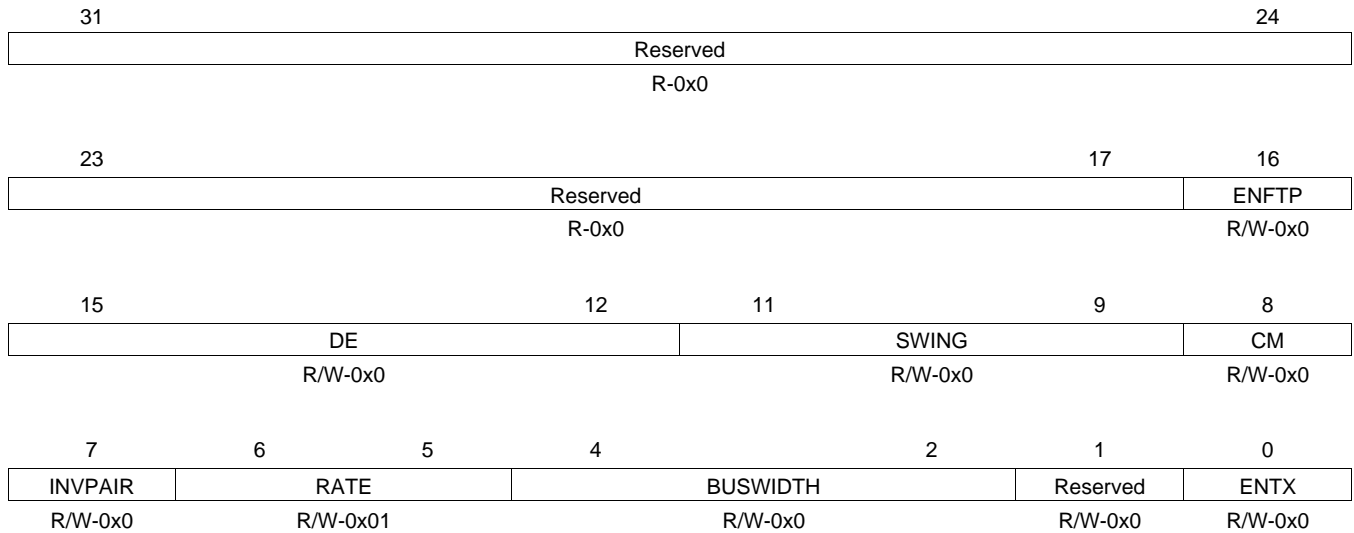 31 24
Reserved
R-0x0
23 17 16
Reserved ENFTP
R-0x0 R/W-0x0
15 12 11 9 8
DE SWING CM
R/W-0x0 R/W-0x0 R/W-0x0
7 6 5 4 2 1 0
INVPAIR RATE BUSWIDTH Reserved ENTX
R/W-0x0 R/W-0x01 R/W-0x0 R/W-0x0 R/W-0x0